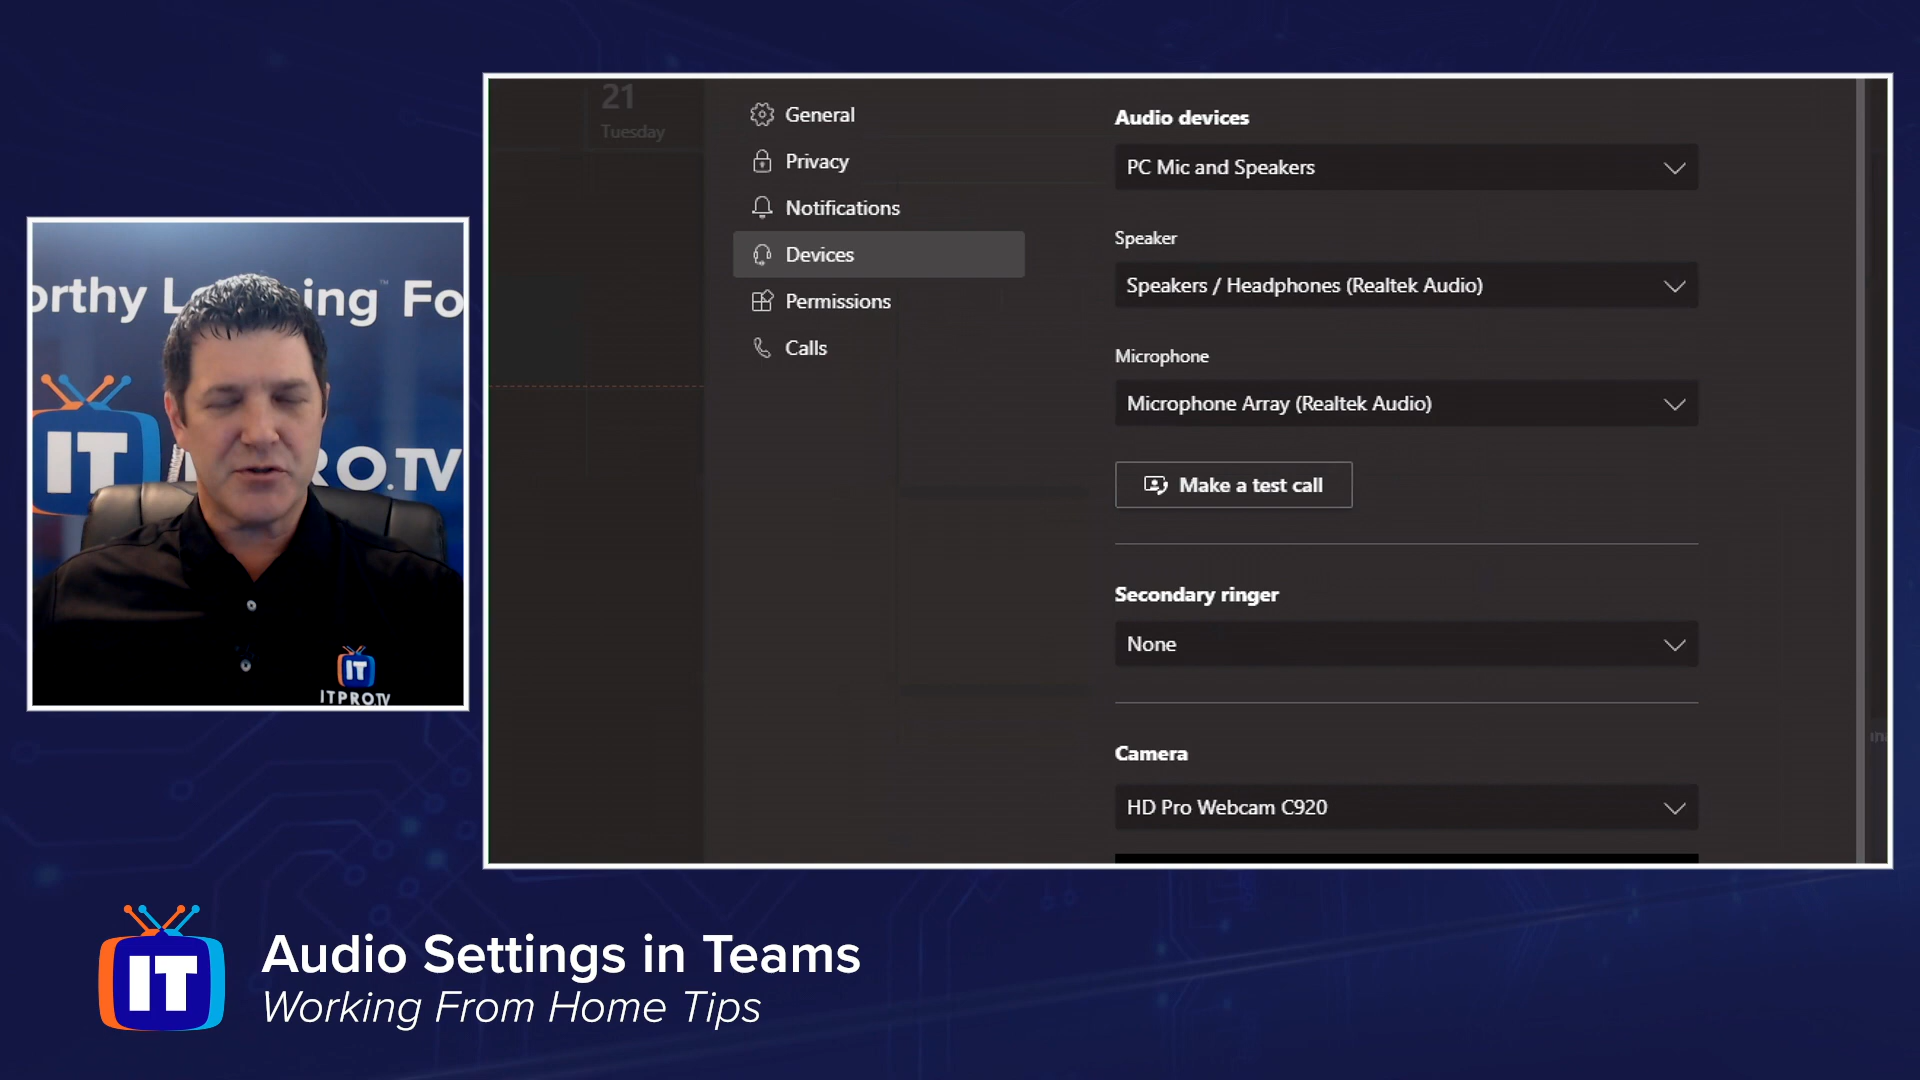 21
Tuesday
General
Privacy
Notifications
Devices
Permissions
Calls
Audio devices
PC Mic and Speakers
Speaker
Speakers / Headphones (Realtek Audio)
Microphone
Microphone Array (Realtek Audio)
Make a test call
Secondary ringer
None
Camera
HD Pro Webcam C920
IT
ITPRO.TV
IT
Audio Settings in Teams
Working From Home Tips